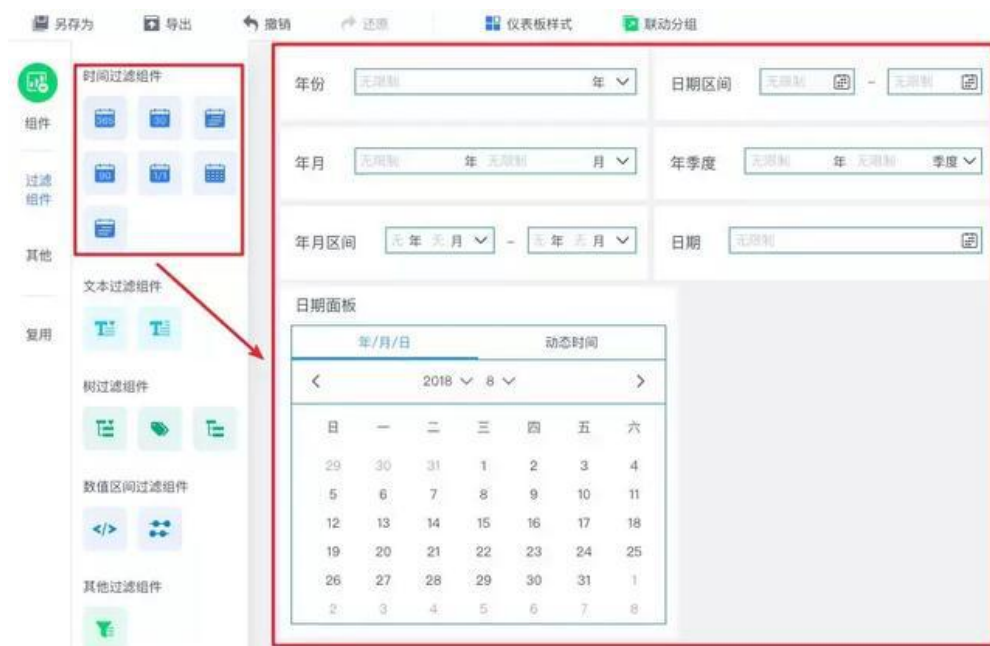 另存为 导出 撤销 还原 仪表板样式 联动分组
组件
过滤
组件
其他
复用
时间过滤组件
365 30
90 1/1
文本过滤组件
树过滤组件
数值区间过滤组件
</>
其他过滤组件
年份 无限制 年
日期区间 无限制 - 无限制
年月 无限制 年 无限制 月
年季度 无限制 年 无限制 季度
年月区间 无 年 无 月 - 无 年 无 月
日期 无限制
日期面板
年/月/日 动态时间
< 2018 8 >
日 一 二 三 四 五 六
29 30 31 1 2 3 4
5 6 7 8 9 10 11
12 13 14 15 16 17 18
19 20 21 22 23 24 25
26 27 28 29 30 31 1
2 3 4 5 6 7 8